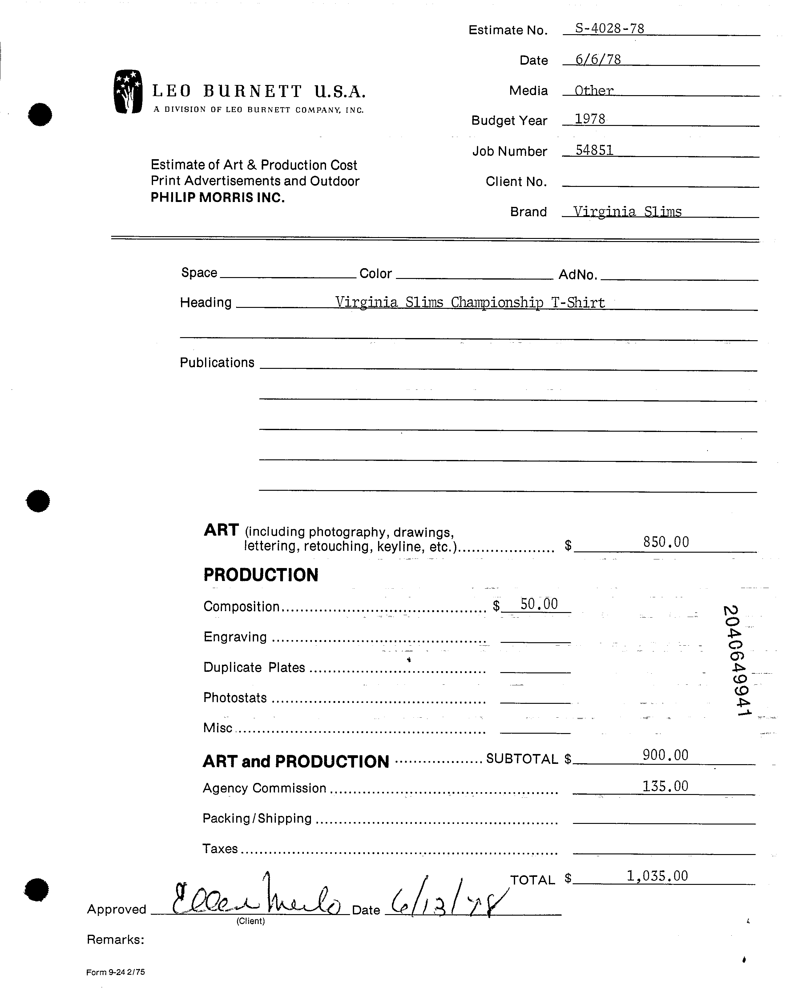 Estimate No. S-4028-78
Date 6/6/78
LEO BURNETT U.S.A.
A DIVISION OF LEO BURNETT COMPANY, INC.
Media Other
Budget Year 1978
Job Number 54851
Estimate of Art & Production Cost
Print Advertisements and Outdoor
PHILIP MORRIS INC.
Client No.
Brand Virginia Slims
Space Color AdNo.
Heading Virginia Slims Championship T-Shirt
Publications
ART (including photography, drawings,
lettering, retouching, keyline, etc.)..................... $ 850.00
PRODUCTION
Composition............................................ $ 50.00
Engraving ..............................................
Duplicate Plates ......................................
Photostats ..............................................
Misc......................................................
2040649941
ART and PRODUCTION ................... SUBTOTAL $ 900.00
Agency Commission .................................................. 135.00
Packing/Shipping .....................................................
Taxes....................................................................
TOTAL $ 1,035.00
Approved Ellen Merlo Date 6/13/78
(Client)
Remarks:
Form 9-24 2/75